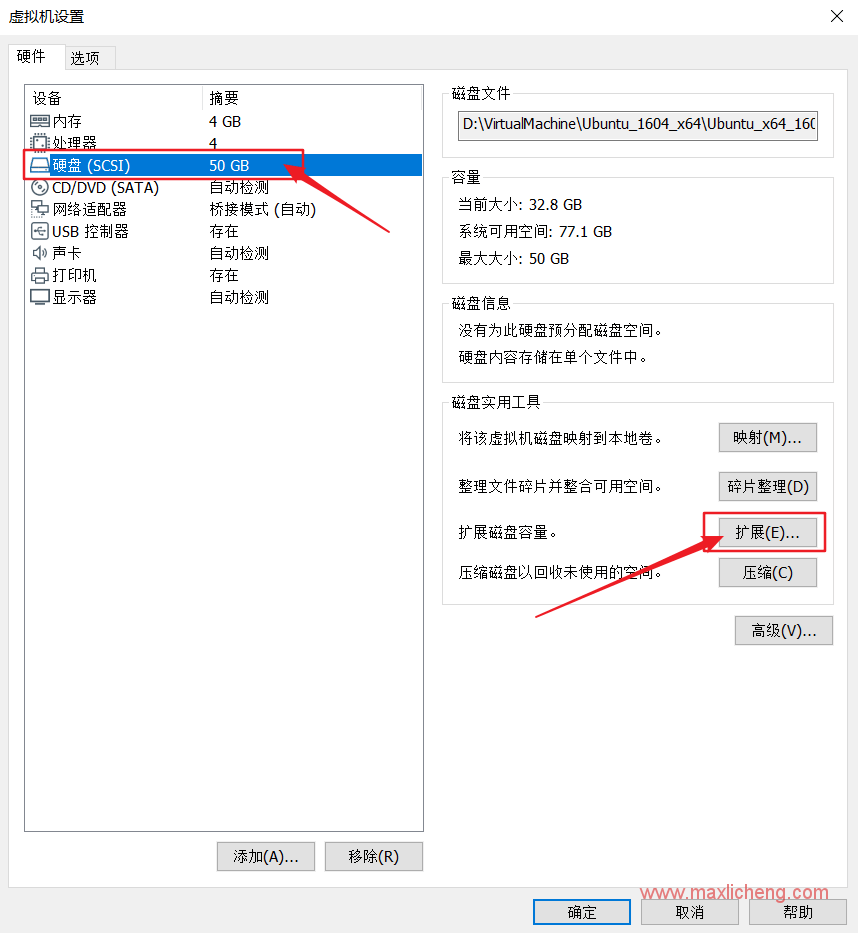 虚拟机设置
硬件 选项
设备 摘要
内存 4 GB
处理器 4
硬盘 (SCSI) 50 GB
CD/DVD (SATA) 自动检测
网络适配器 桥接模式 (自动)
USB 控制器 存在
声卡 自动检测
打印机 存在
显示器 自动检测
添加(A)... 移除(R)
磁盘文件
D:\VirtualMachine\Ubuntu_1604_x64\Ubuntu_x64_160
容量
当前大小: 32.8 GB
系统可用空间: 77.1 GB
最大大小: 50 GB
磁盘信息
没有为此硬盘预分配磁盘空间。
硬盘内容存储在单个文件中。
磁盘实用工具
将该虚拟机磁盘映射到本地卷。 映射(M)...
整理文件碎片并整合可用空间。 碎片整理(D)
扩展磁盘容量。 扩展(E)...
压缩磁盘以回收未使用的空间。 压缩(C)
高级(V)...
www.maxlicheng.com
确定 取消 帮助